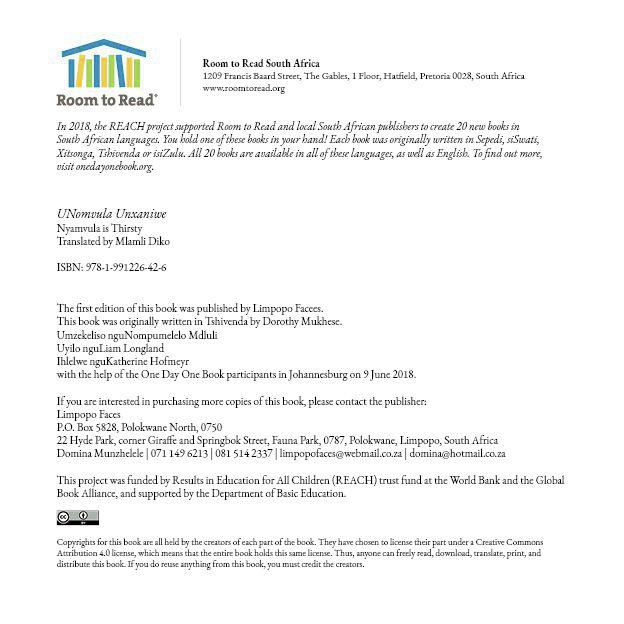 Room to Read®
Room to Read South Africa
1209 Francis Baard Street, The Gables, 1 Floor, Hatfield, Pretoria 0028, South Africa
www.roomtoread.org
In 2018, the REACH project supported Room to Read and local South African publishers to create 20 new books in
South African languages. You hold one of these books in your hand! Each book was originally written in Sepedi, siSwati,
Xitsonga, Tshivenda or isiZulu. All 20 books are available in all of these languages, as well as English. To find out more,
visit onedayonebook.org.
UNomvula Unxaniwe
Nyamvula is Thirsty
Translated by Mlamli Diko
ISBN: 978-1-991226-42-6
The first edition of this book was published by Limpopo Facees.
This book was originally written in Tshivenda by Dorothy Mukhese.
Umzekeliso nguNompumelelo Mdluli
Uyilo nguLiam Longland
Ihlelwe nguKatherine Hofmeyr
with the help of the One Day One Book participants in Johannesburg on 9 June 2018.
If you are interested in purchasing more copies of this book, please contact the publisher:
Limpopo Faces
P.O. Box 5828, Polokwane North, 0750
22 Hyde Park, corner Giraffe and Springbok Street, Fauna Park, 0787, Polokwane, Limpopo, South Africa
Domina Munzhelele | 071 149 6213 | 081 514 2337 | limpopofaces@webmail.co.za | domina@hotmail.co.za
This project was funded by Results in Education for All Children (REACH) trust fund at the World Bank and the Global
Book Alliance, and supported by the Department of Basic Education.
cc BY
Copyrights for this book are all held by the creators of each part of the book. They have chosen to license their part under a Creative Commons
Attribution 4.0 license, which means that the entire book holds this same license. Thus, anyone can freely read, download, translate, print, and
distribute this book. If you do reuse anything from this book, you must credit the creators.